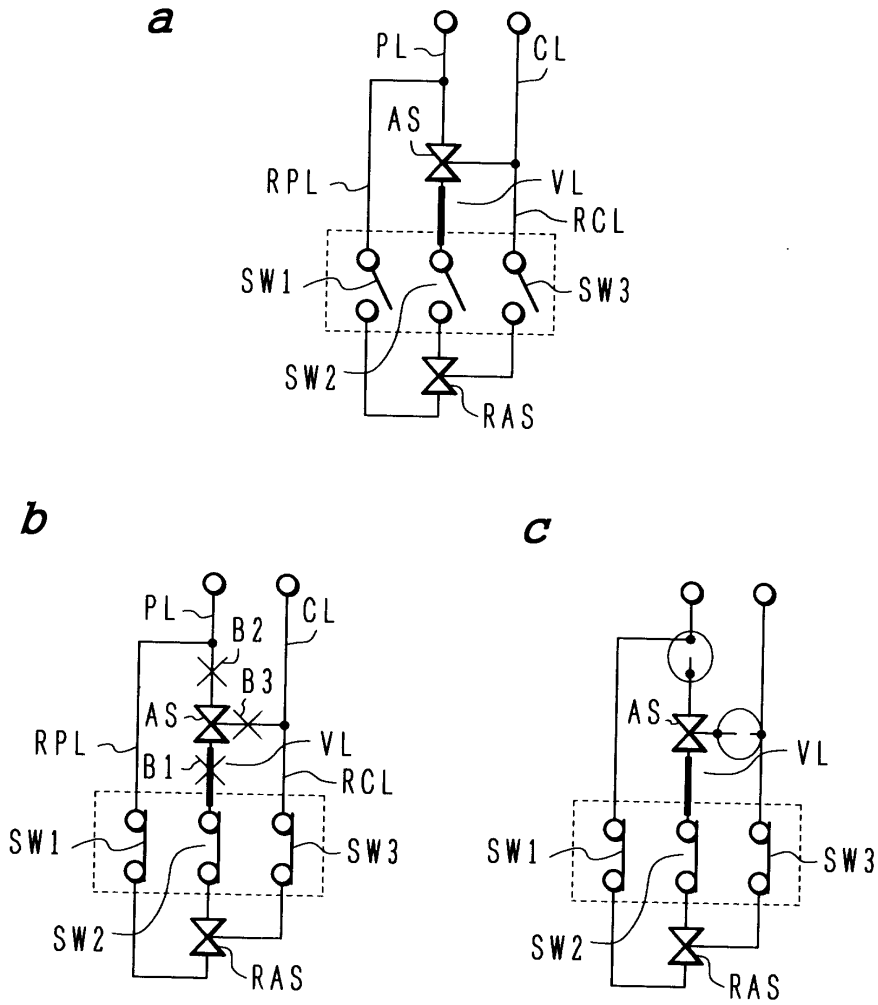 a
PL
CL
AS
RPL
VL
RCL
SW1
SW3
SW2
RAS
b
c
PL
CL
B2
B3
AS
AS
RPL
B1
VL
VL
RCL
SW1
SW3
SW1
SW3
SW2
SW2
RAS
RAS